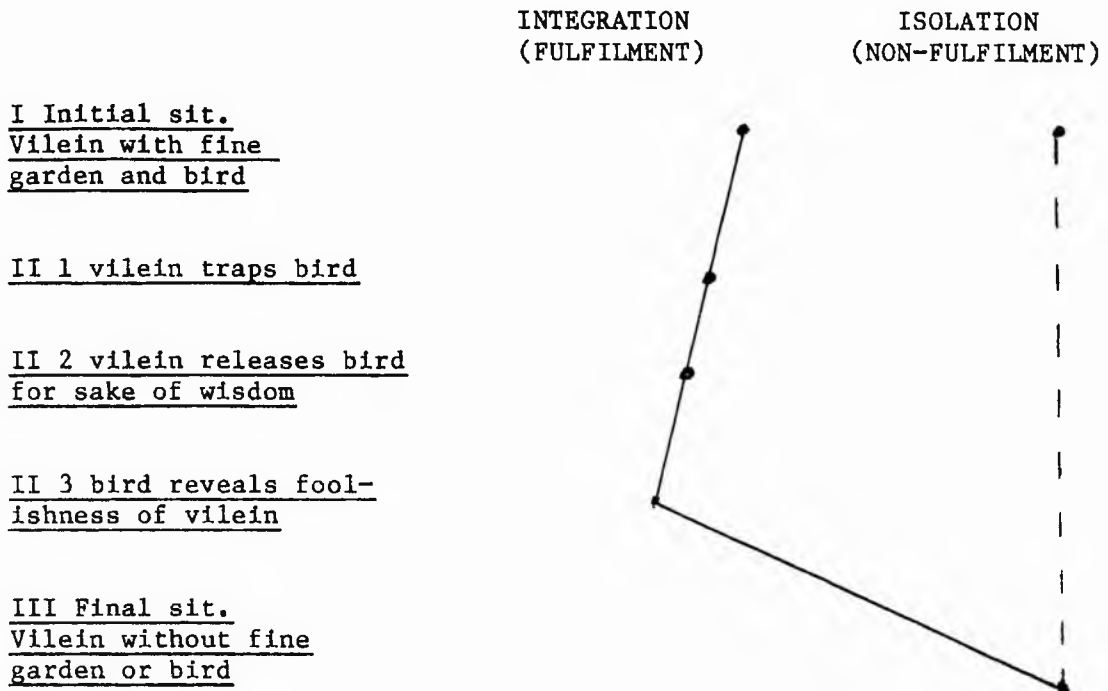 INTEGRATION
(FULFILMENT)
ISOLATION
(NON-FULFILMENT)
I Initial sit.
Vilein with fine
garden and bird
II 1 vilein traps bird
II 2 vilein releases bird
for sake of wisdom
II 3 bird reveals fool-
ishness of vilein
III Final sit.
Vilein without fine
garden or bird